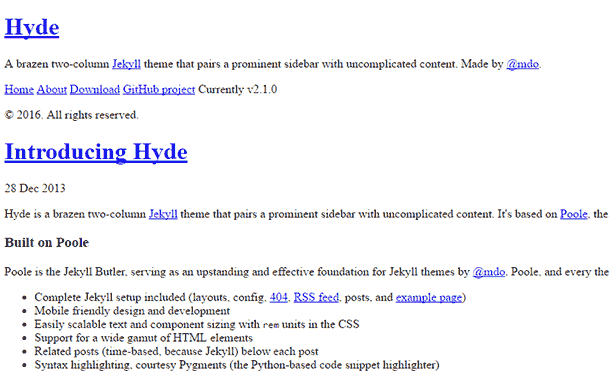 Hyde
A brazen two-column Jekyll theme that pairs a prominent sidebar with uncomplicated content. Made by @mdo.
Home About Download GitHub project Currently v2.1.0
© 2016. All rights reserved.
Introducing Hyde
28 Dec 2013
Hyde is a brazen two-column Jekyll theme that pairs a prominent sidebar with uncomplicated content. It's based on Poole, the
Built on Poole
Poole is the Jekyll Butler, serving as an upstanding and effective foundation for Jekyll themes by @mdo. Poole, and every the
• Complete Jekyll setup included (layouts, config, 404, RSS feed, posts, and example page)
• Mobile friendly design and development
• Easily scalable text and component sizing with rem units in the CSS
• Support for a wide gamut of HTML elements
• Related posts (time-based, because Jekyll) below each post
• Syntax highlighting, courtesy Pygments (the Python-based code snippet highlighter)